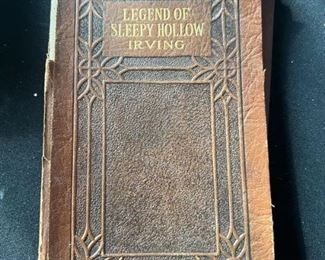 LEGEND OF
SLEEPY HOLLOW
IRVING